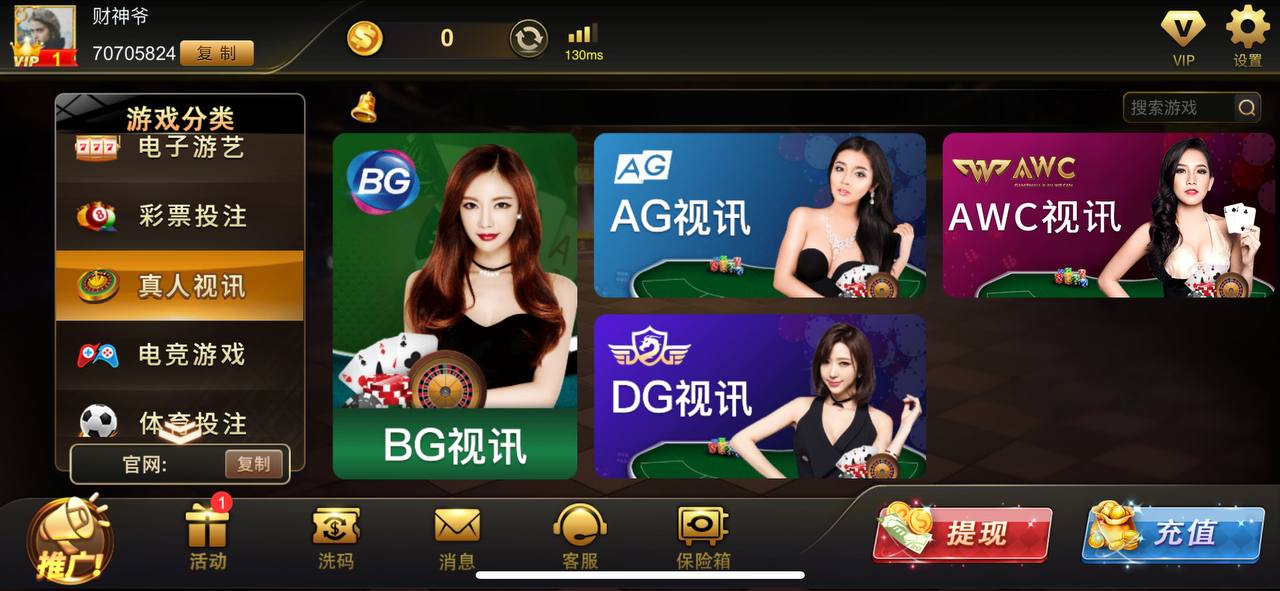 财神爷
VIP 1
70705824
复制
0
130ms
VIP
设置
游戏分类
搜索游戏
电子游艺
777
彩票投注
8
真人视讯
电竞游戏
体育投注
官网:
复制
BG
BG视讯
AG
AG视讯
AWC
AWC视讯
DG视讯
推广!
1
活动
洗码
消息
客服
保险箱
提现
充值